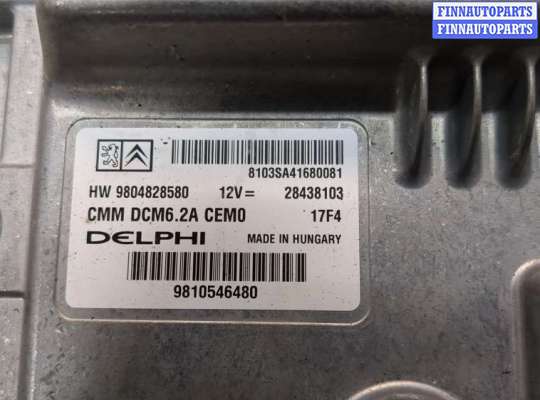 FINNAUTOPARTS
FINNAUTOPARTS
8103SA41680081
HW 9804828580 12V= 28438103
CMM DCM6.2A CEM0 17F4
DELPHI MADE IN HUNGARY
9810546480